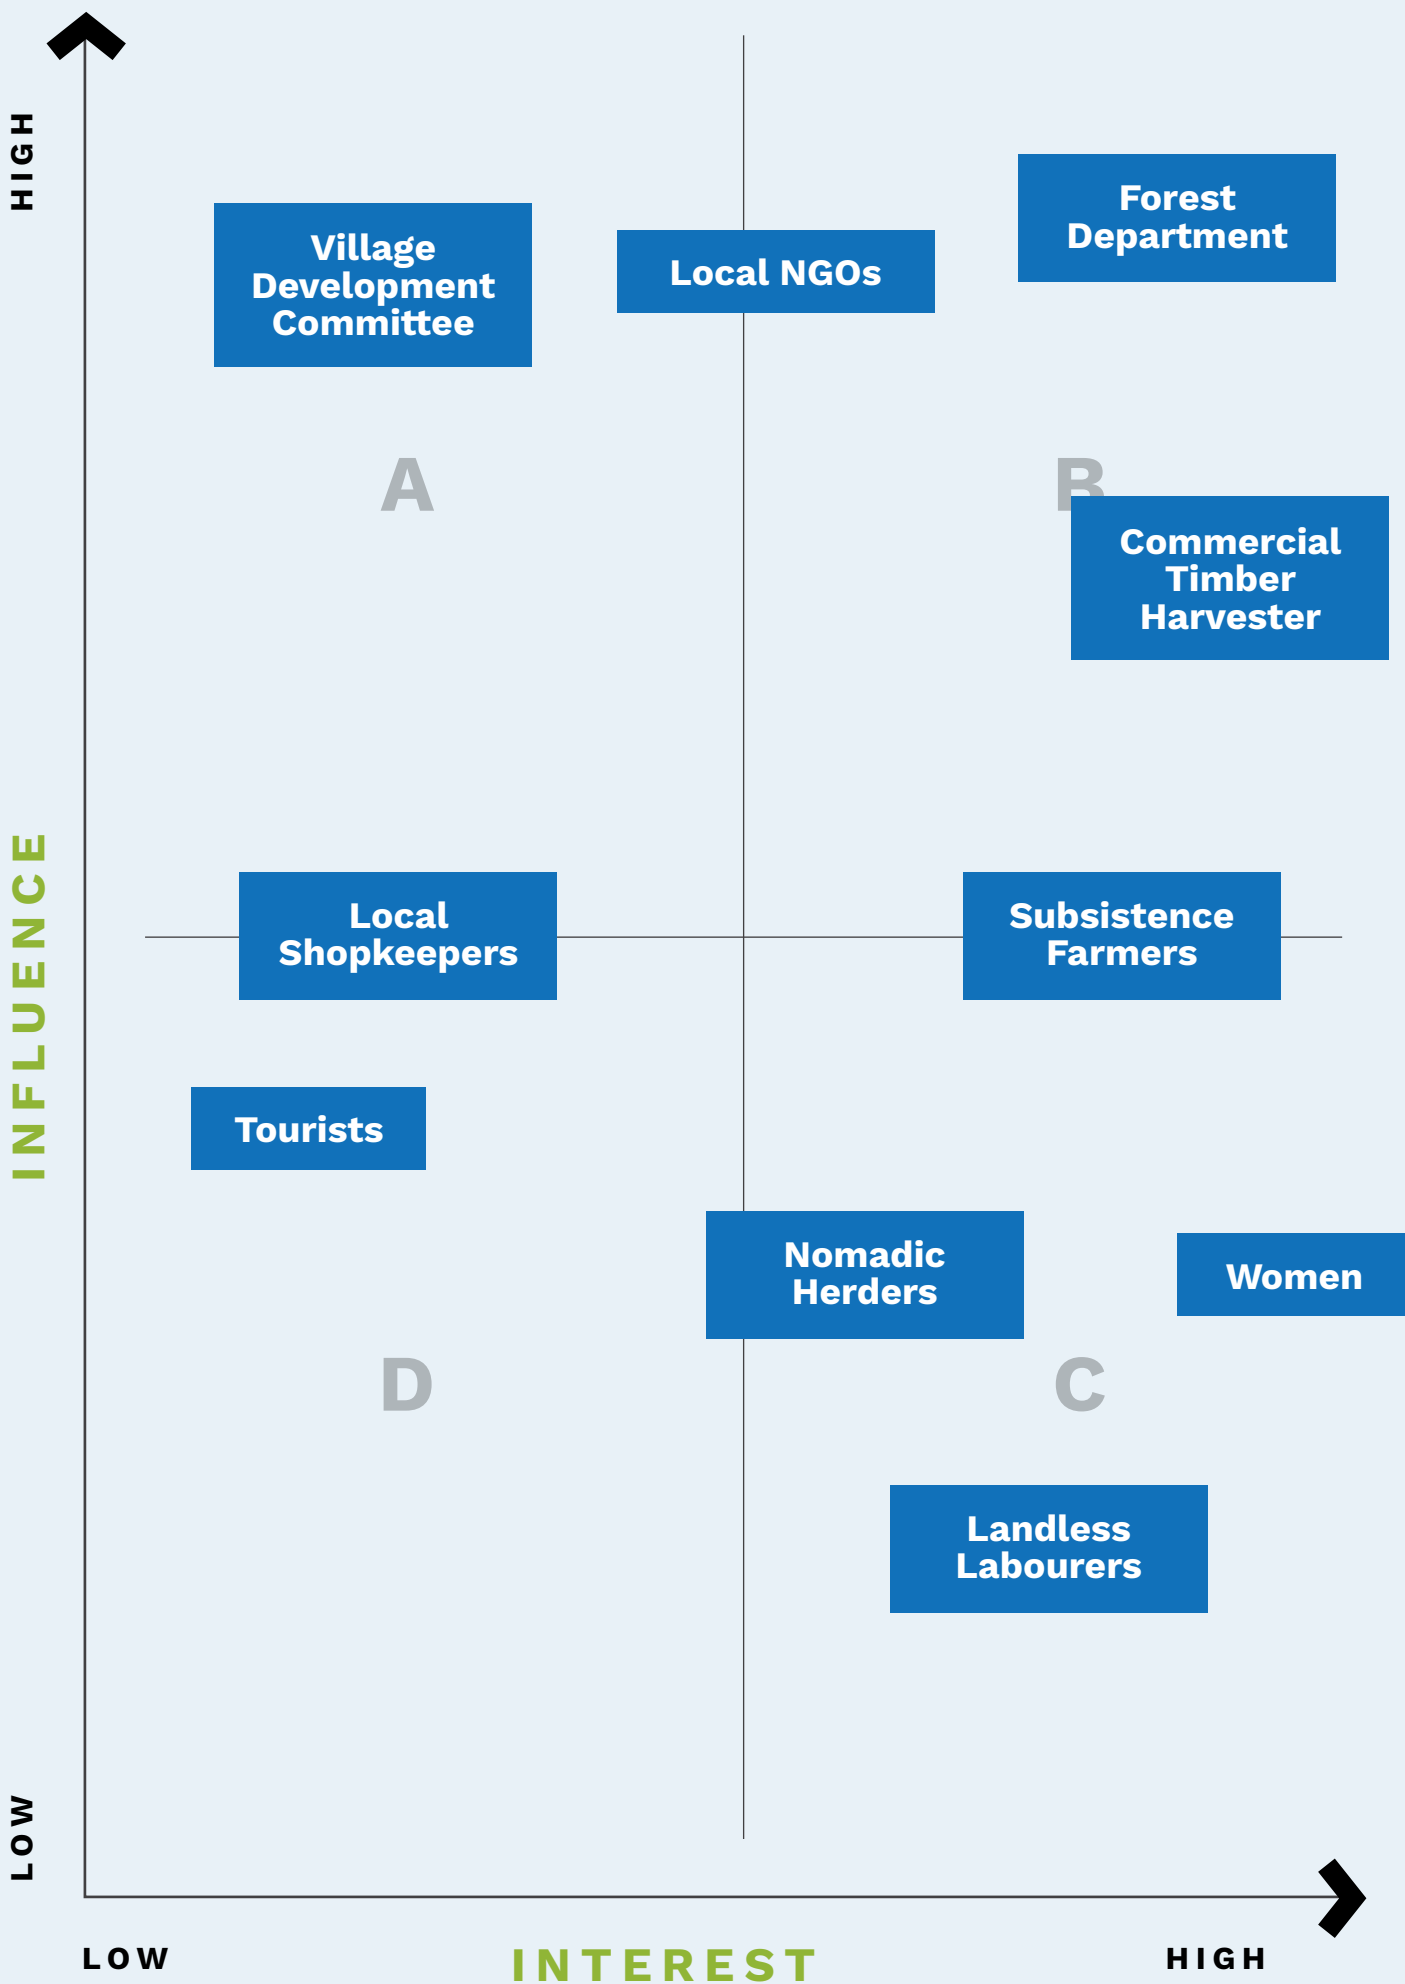 HIGH
Forest
Department
Village
Development
Committee
Local NGOs
A
B
Commercial
Timber
Harvester
INFLUENCE
Local
Shopkeepers
Subsistence
Farmers
Tourists
Nomadic
Herders
Women
D
C
Landless
Labourers
LOW
LOW
INTEREST
HIGH